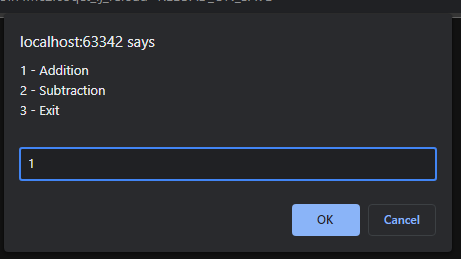 localhost:63342 says
1 - Addition
2 - Subtraction
3 - Exit
1
OK
Cancel